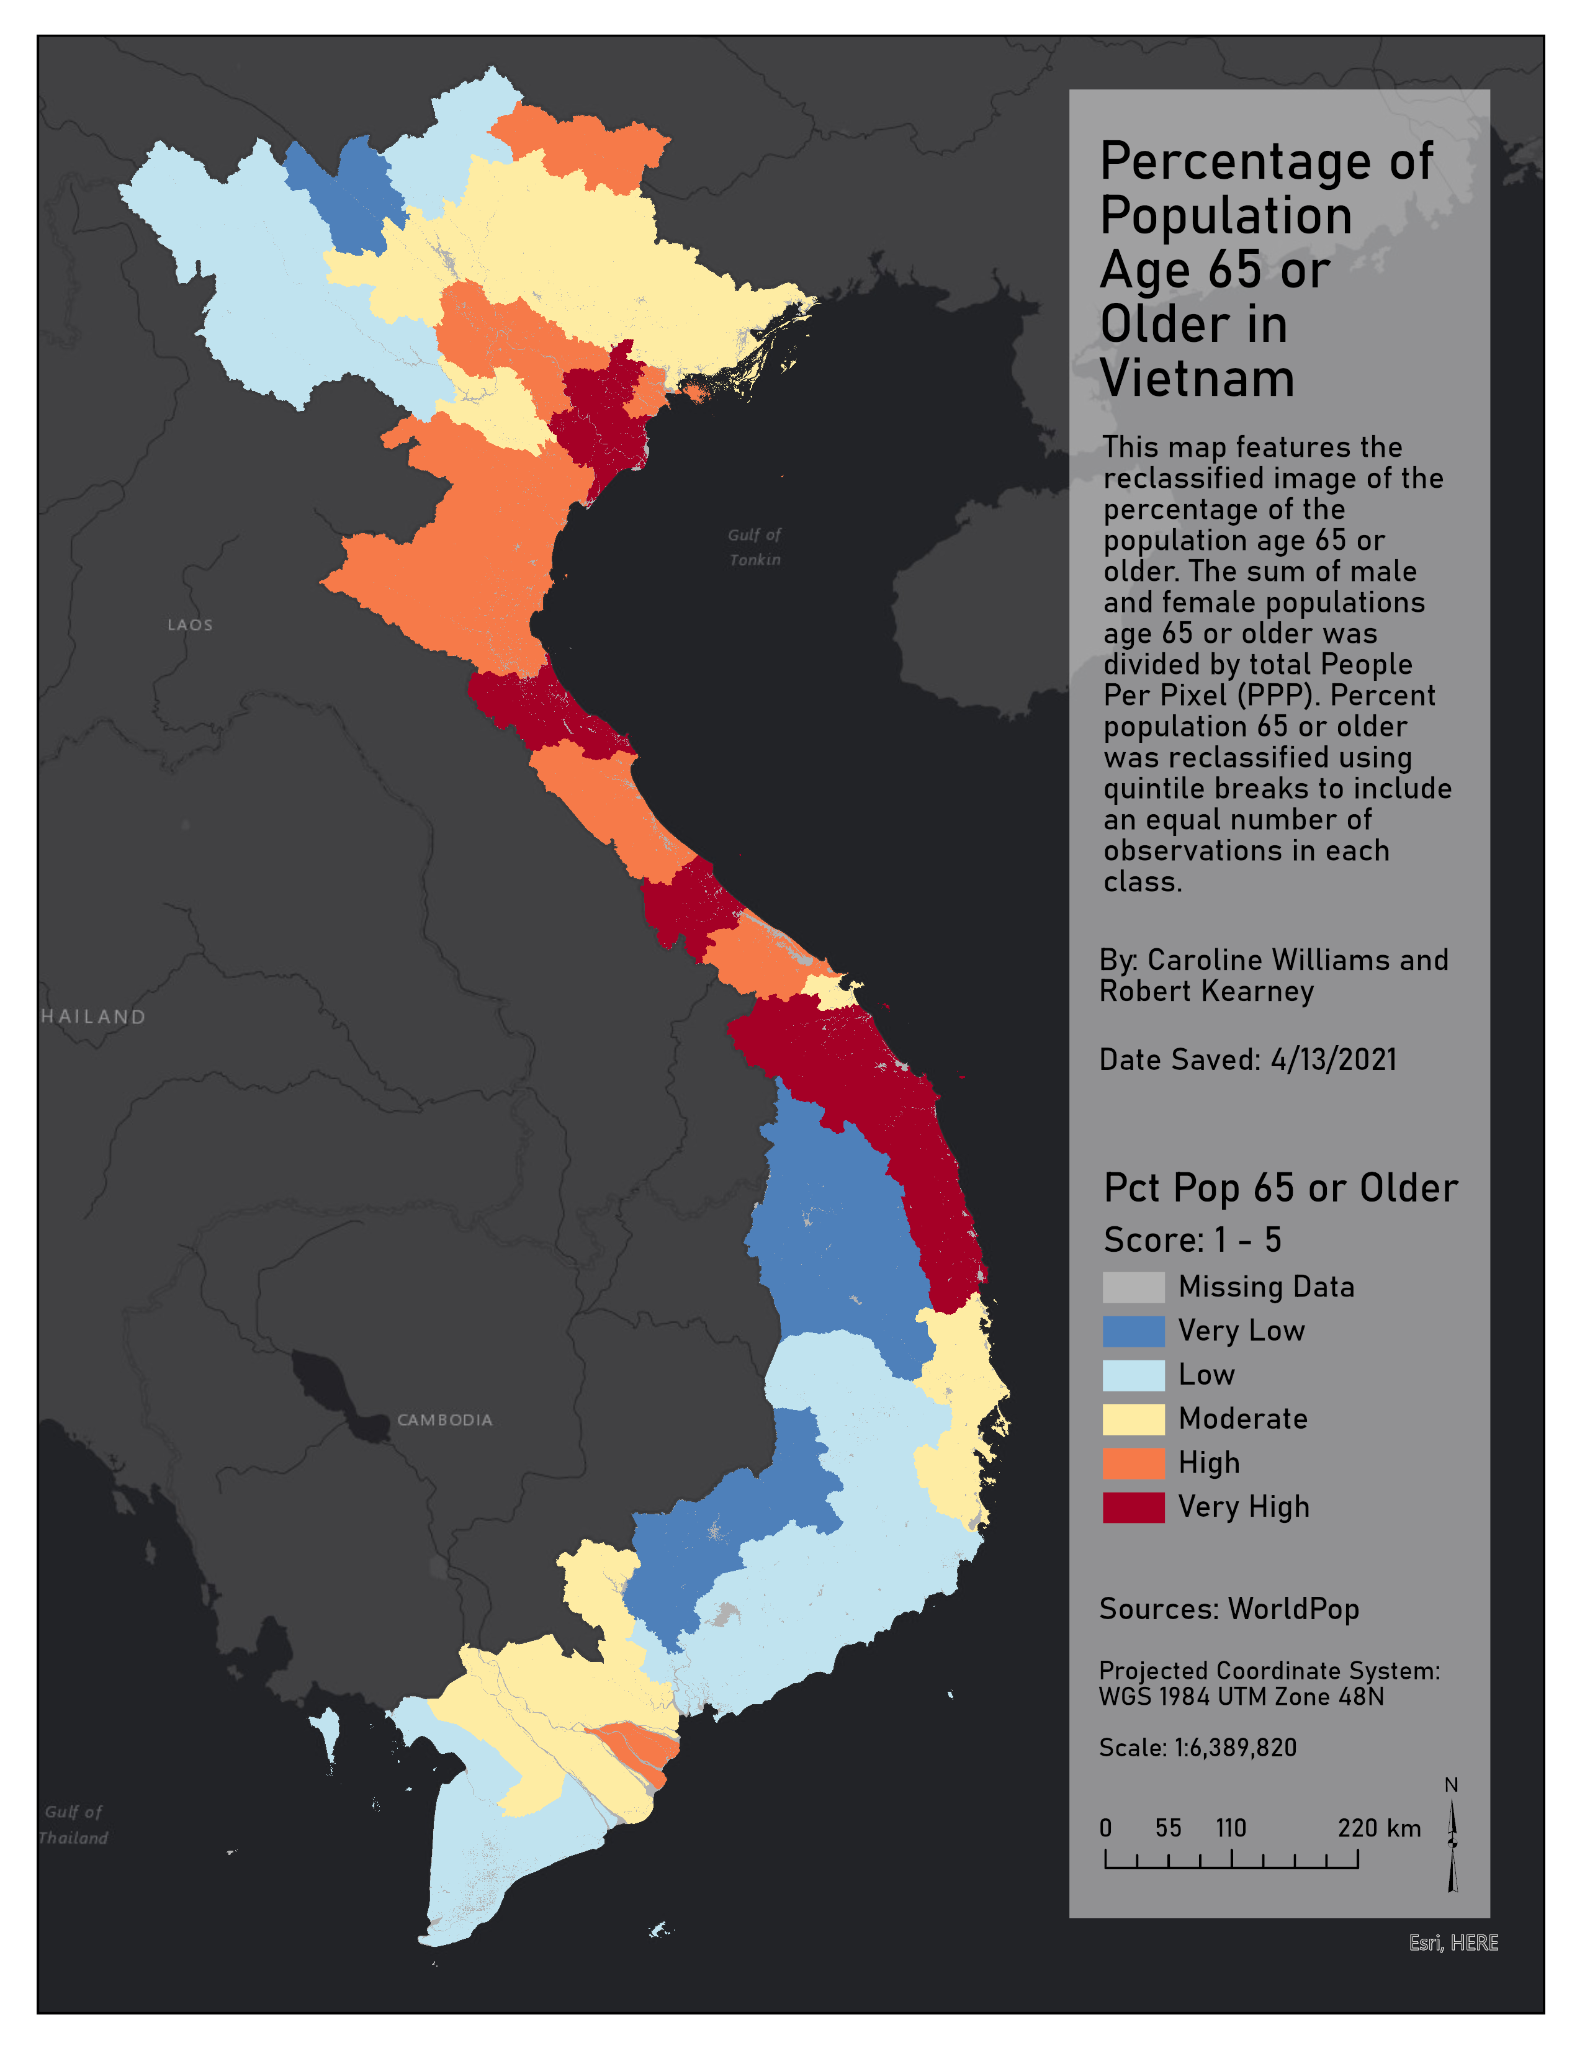 Percentage of
Population
Age 65 or
Older in
Vietnam
This map features the
reclassified image of the
percentage of the
population age 65 or
older. The sum of male
and female populations
age 65 or older was
divided by total People
Per Pixel (PPP). Percent
population 65 or older
was reclassified using
quintile breaks to include
an equal number of
observations in each
class.
By: Caroline Williams and
Robert Kearney
Date Saved: 4/13/2021
Pct Pop 65 or Older
Score: 1 - 5
Missing Data
Very Low
Low
Moderate
High
Very High
Sources: WorldPop
Projected Coordinate System:
WGS 1984 UTM Zone 48N
Scale: 1:6,389,820
N
0 55 110 220 km
Esri, HERE
Gulf of
Tonkin
LAOS
HAILAND
CAMBODIA
Gulf of
Thailand